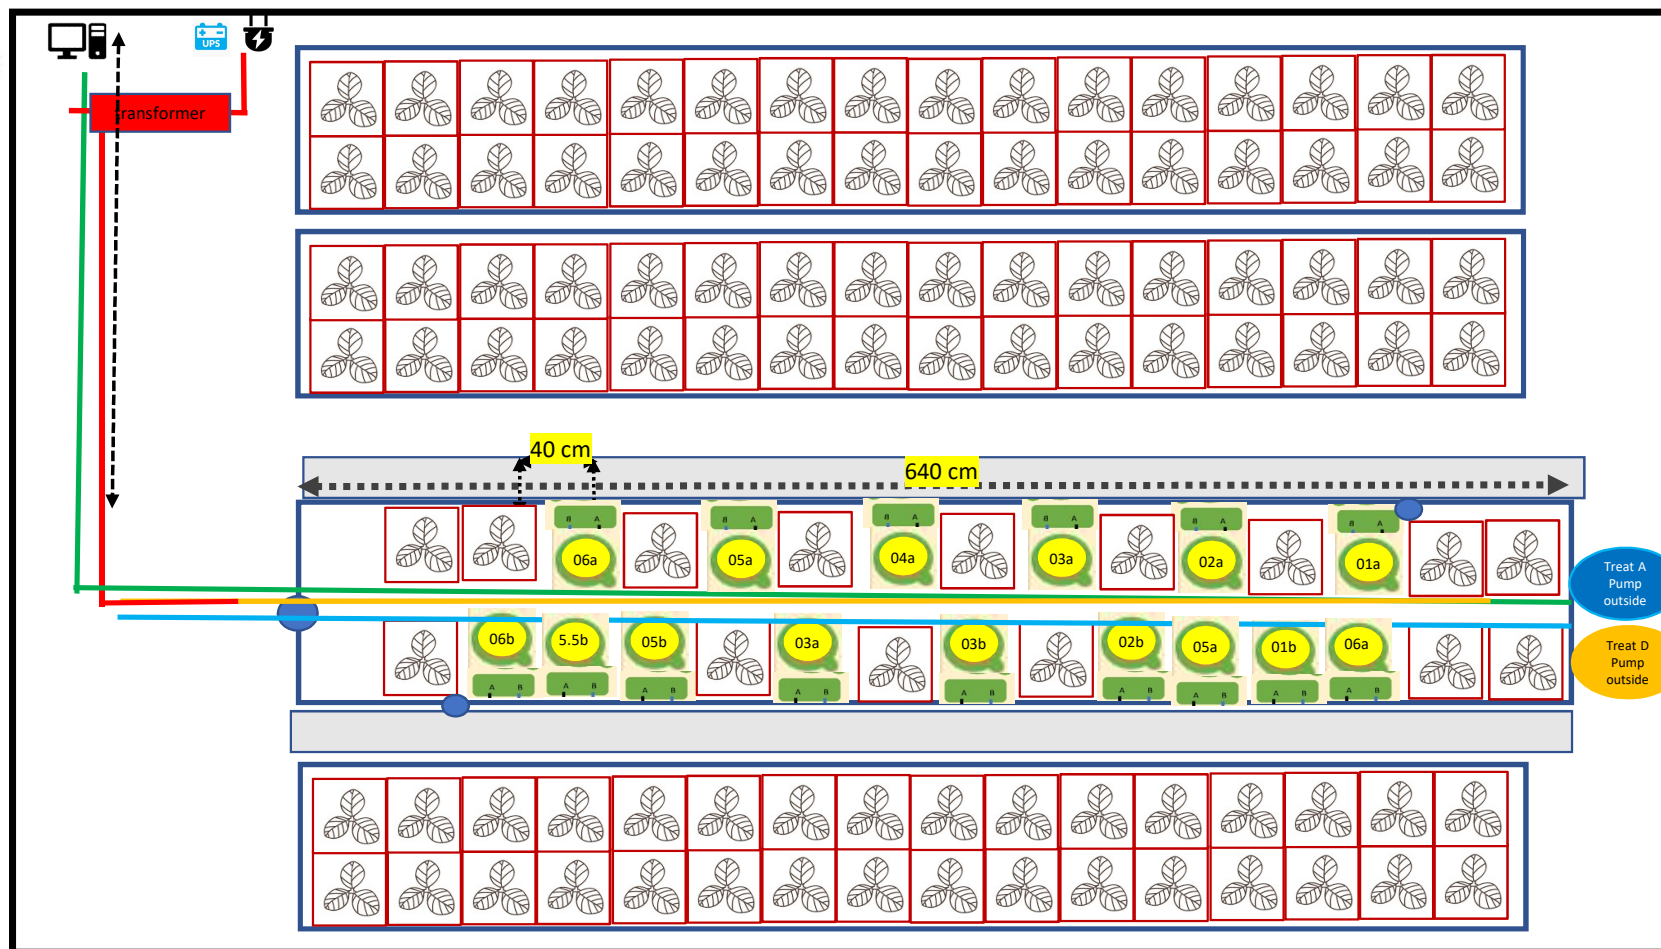 UPS
ransformer
40 cm
640 cm
B A
B A
B A
B A
B A
B A
06a
05a
04a
03a
02a
01a
Treat A
Pump
outside
06b
5.5b
05b
03a
03b
02b
05a
01b
06a
A B
A B
A B
A B
A B
A B
A B
A B
A B
Treat D
Pump
outside